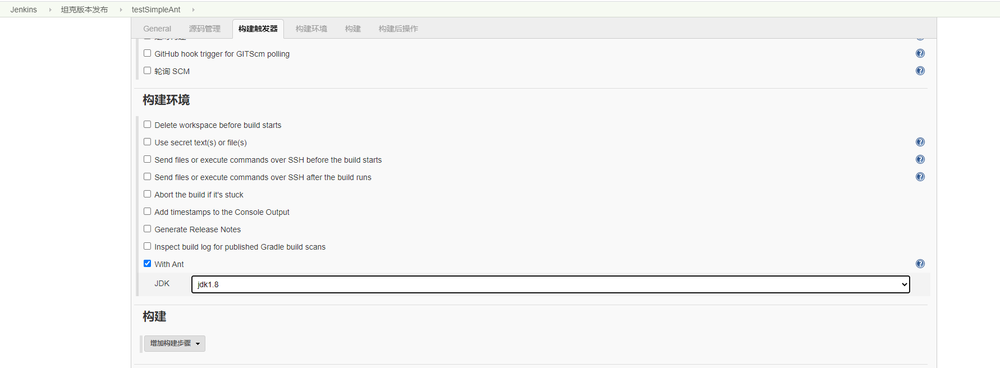 Jenkins 坦克版本发布 testSimpleAnt
General 源码管理 构建触发器 构建环境 构建 构建后操作
GitHub hook trigger for GITScm polling
轮询 SCM
构建环境
Delete workspace before build starts
Use secret text(s) or file(s)
Send files or execute commands over SSH before the build starts
Send files or execute commands over SSH after the build runs
Abort the build if it's stuck
Add timestamps to the Console Output
Generate Release Notes
Inspect build log for published Gradle build scans
With Ant
JDK jdk1.8
构建
增加构建步骤